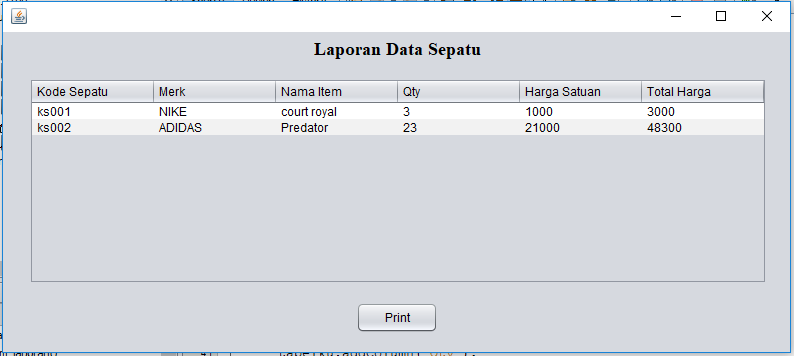 Laporan Data Sepatu
Kode Sepatu Merk Nama Item Qty Harga Satuan Total Harga
ks001 NIKE court royal 3 1000 3000
ks002 ADIDAS Predator 23 21000 48300
Print